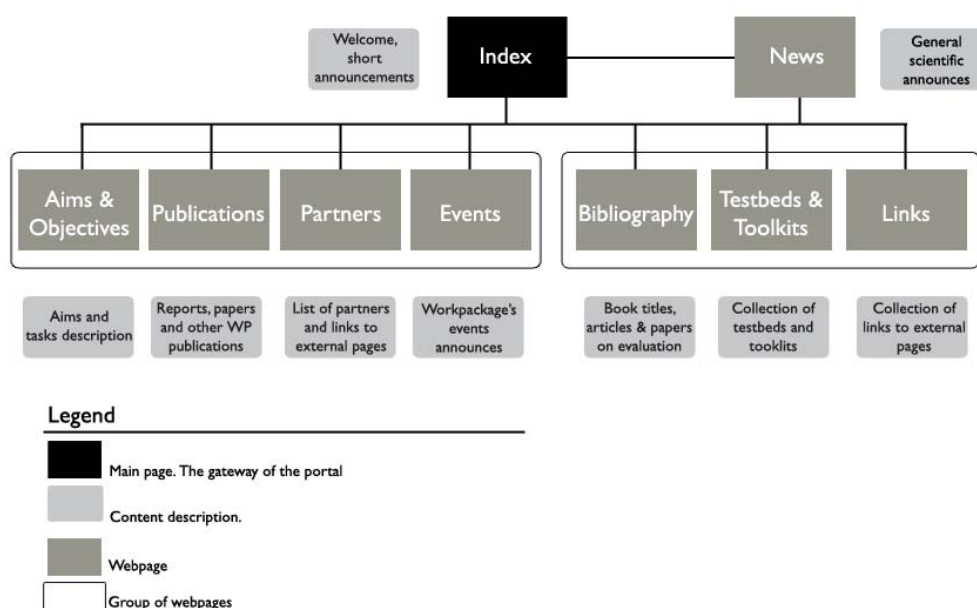 Welcome,
short
announcements
Index
News
General
scientific
announces
Aims &
Objectives
Publications
Partners
Events
Bibliography
Testbeds &
Toolkits
Links
Aims and
tasks description
Reports, papers
and other WP
publications
List of partners
and links to
external pages
Workpackage's
events
announces
Book titles,
articles & papers
on evaluation
Collection of
testbeds and
tooklits
Collection of
links to external
pages
Legend
Main page. The gateway of the portal
Content description.
Webpage
Group of webpages